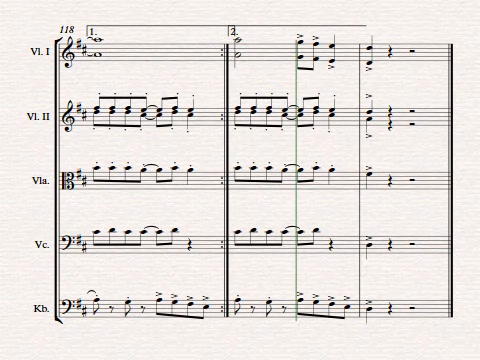 118
1.
2.
Vl. I
Vl. II
Vla.
Vc.
Kb.